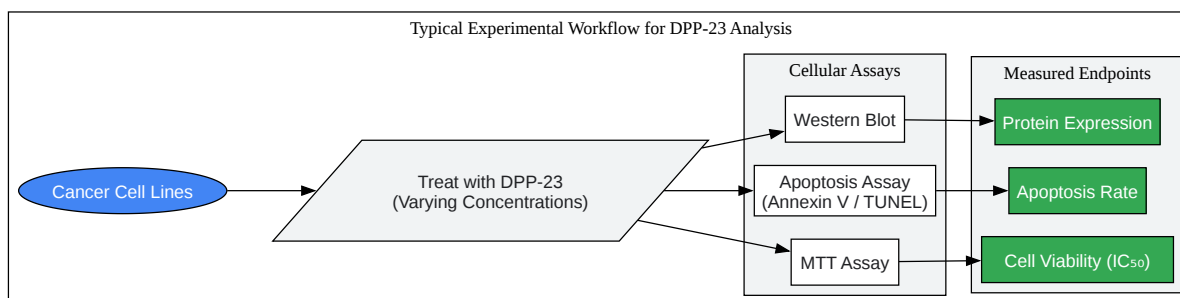 Typical Experimental Workflow for DPP-23 Analysis
Cancer Cell Lines
Treat with DPP-23
(Varying Concentrations)
Cellular Assays
Western Blot
Apoptosis Assay
(Annexin V / TUNEL)
MTT Assay
Measured Endpoints
Protein Expression
Apoptosis Rate
Cell Viability (IC₅₀)